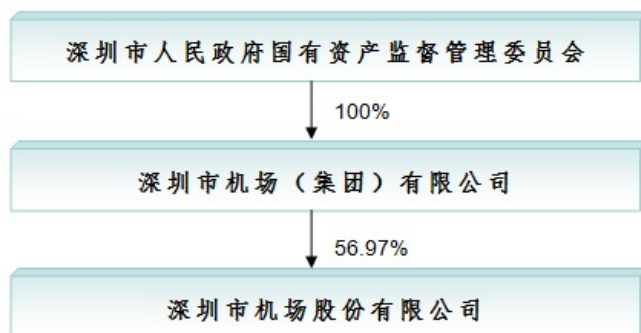 深圳市人民政府国有资产监督管理委员会
100%
深圳市机场（集团）有限公司
56.97%
深圳市机场股份有限公司